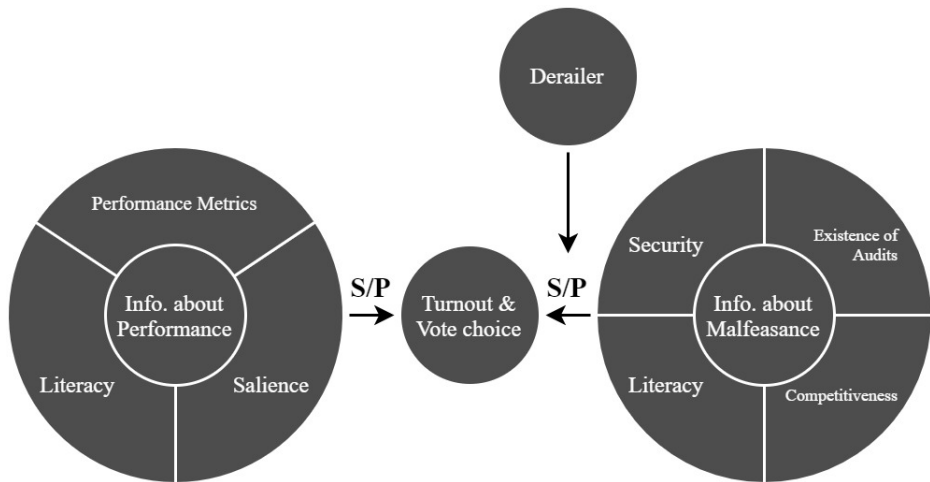 Derailer
Performance Metrics
Info. about
Performance
Literacy
Salience
S/P
Turnout &
Vote choice
S/P
Security
Existence of
Audits
Info. about
Malfeasance
Literacy
Competitiveness